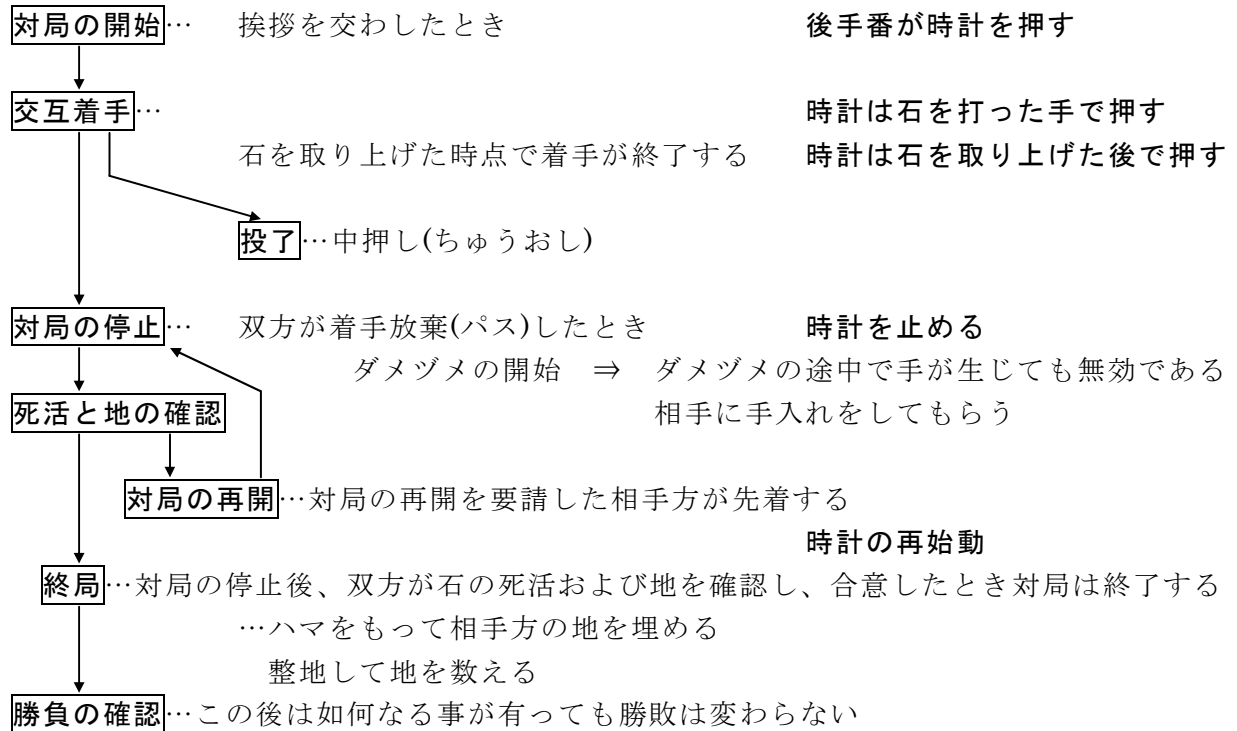 対局の開始… 挨拶を交わしたとき 後手番が時計を押す
交互着手… 時計は石を打った手で押す
石を取り上げた時点で着手が終了する 時計は石を取り上げた後で押す
投了…中押し(ちゅうおし)
対局の停止… 双方が着手放棄(パス)したとき 時計を止める
ダメヅメの開始 ⇒ ダメヅメの途中で手が生じても無効である
死活と地の確認 相手に手入れをしてもらう
対局の再開…対局の再開を要請した相手方が先着する
時計の再始動
終局…対局の停止後、双方が石の死活および地を確認し、合意したとき対局は終了する
…ハマをもって相手方の地を埋める
整地して地を数える
勝負の確認…この後は如何なる事が有っても勝敗は変わらない